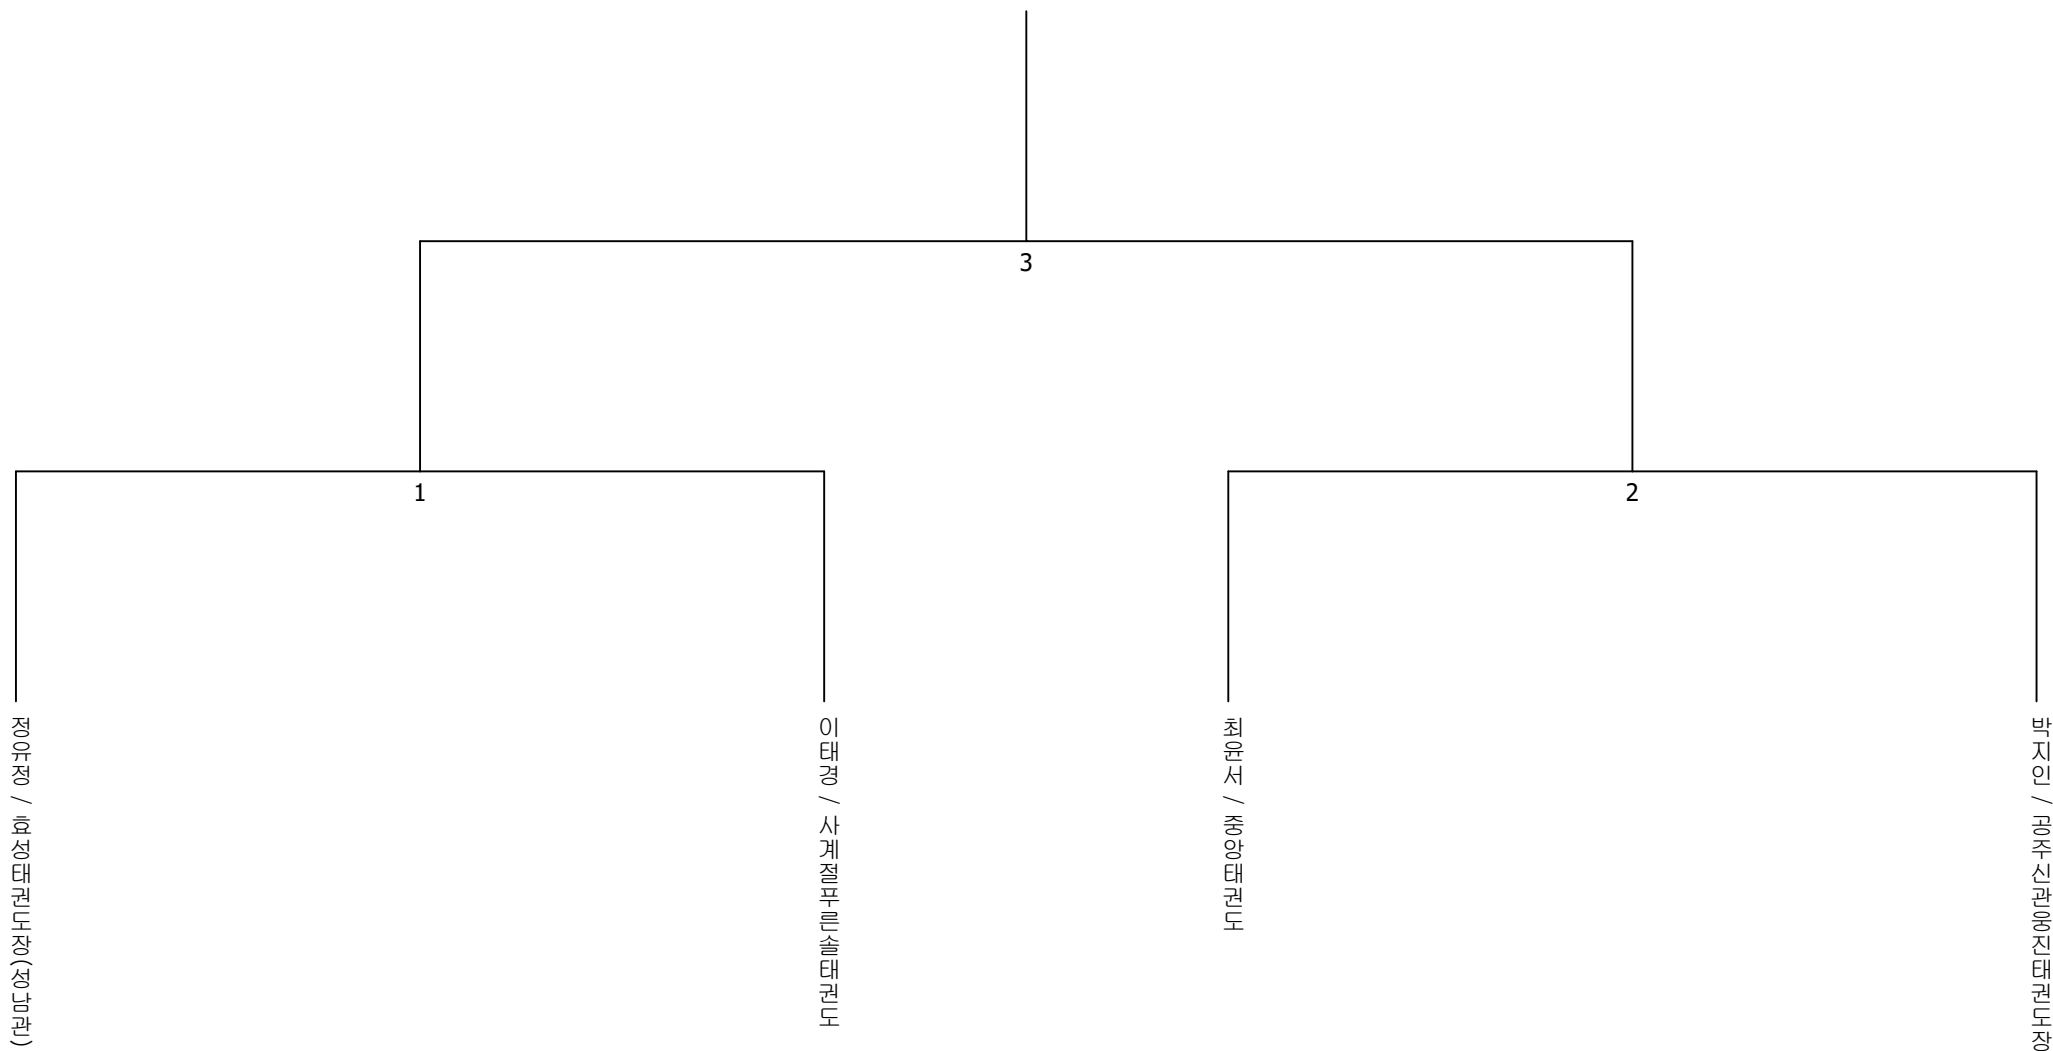 3
1
2
정유정 / 효성태권도장(성남관)
이태경 / 사계절푸른솔태권도
최윤서 / 중앙태권도
박지인 / 공주신관웅진태권도장